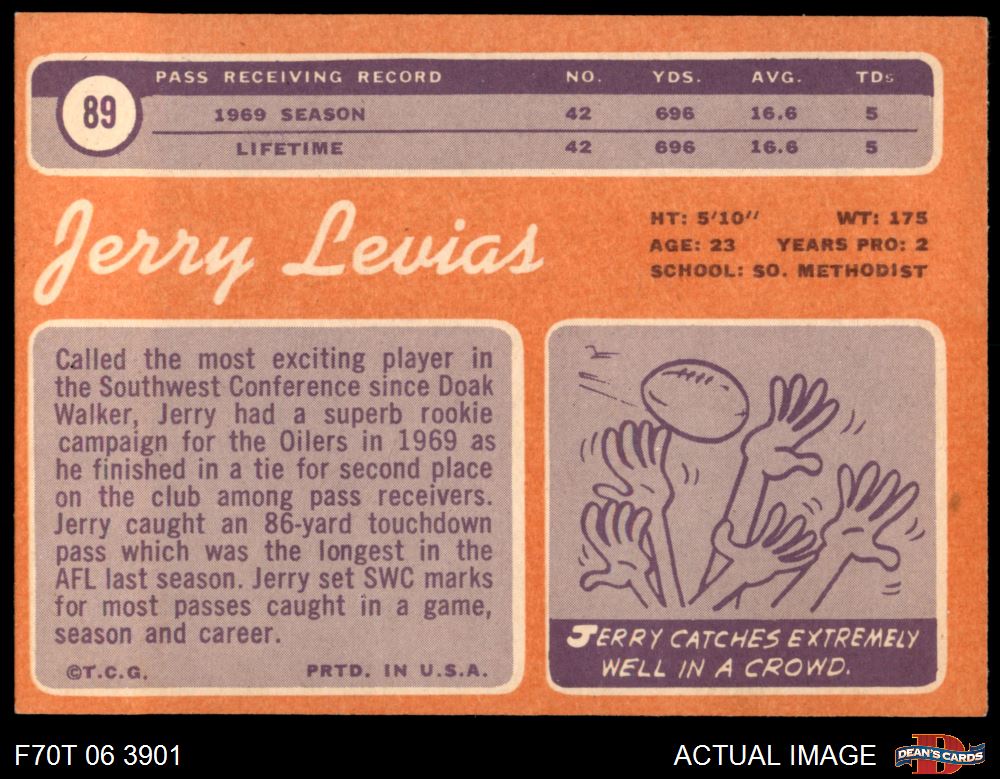 89
PASS RECEIVING RECORD NO. YDS. AVG. TDs
1969 SEASON 42 696 16.6 5
LIFETIME 42 696 16.6 5
Jerry Levias
HT: 5'10" WT: 175
AGE: 23 YEARS PRO: 2
SCHOOL: SO. METHODIST
Called the most exciting player in
the Southwest Conference since Doak
Walker, Jerry had a superb rookie
campaign for the Oilers in 1969 as
he finished in a tie for second place
on the club among pass receivers.
Jerry caught an 86-yard touchdown
pass which was the longest in the
AFL last season. Jerry set SWC marks
for most passes caught in a game,
season and career.
©T.C.G. PRTD. IN U.S.A.
JERRY CATCHES EXTREMELY
WELL IN A CROWD.
F70T 06 3901
ACTUAL IMAGE
D
DEAN'S CARDS